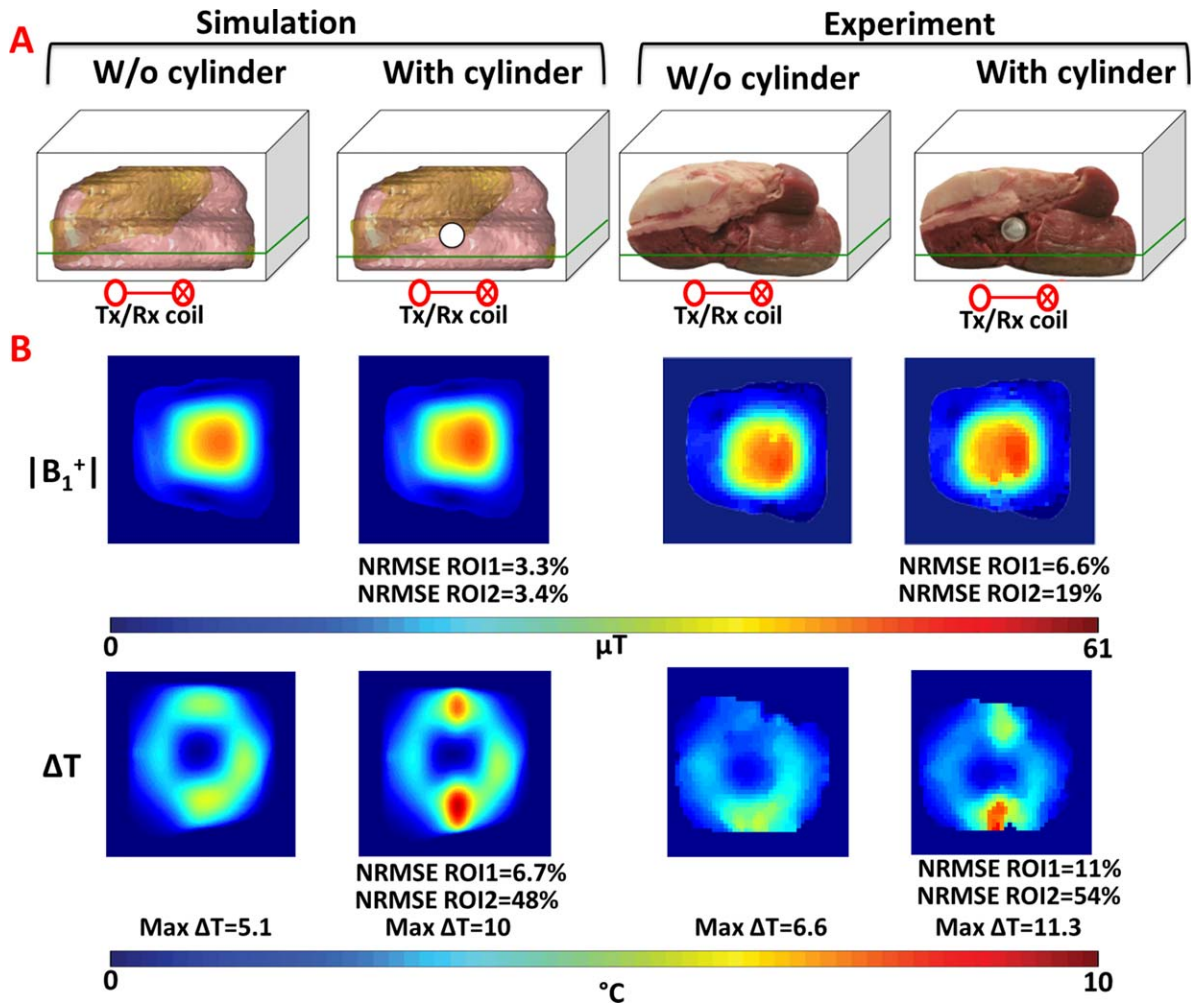 A
Simulation
Experiment
W/o cylinder
With cylinder
W/o cylinder
With cylinder
Tx/Rx coil
Tx/Rx coil
Tx/Rx coil
Tx/Rx coil
B
|B₁⁺|
NRMSE ROI1=3.3%
NRMSE ROI2=3.4%
NRMSE ROI1=6.6%
NRMSE ROI2=19%
0
µT
61
ΔT
NRMSE ROI1=6.7%
NRMSE ROI2=48%
NRMSE ROI1=11%
NRMSE ROI2=54%
Max ΔT=5.1
Max ΔT=10
Max ΔT=6.6
Max ΔT=11.3
0
°C
10